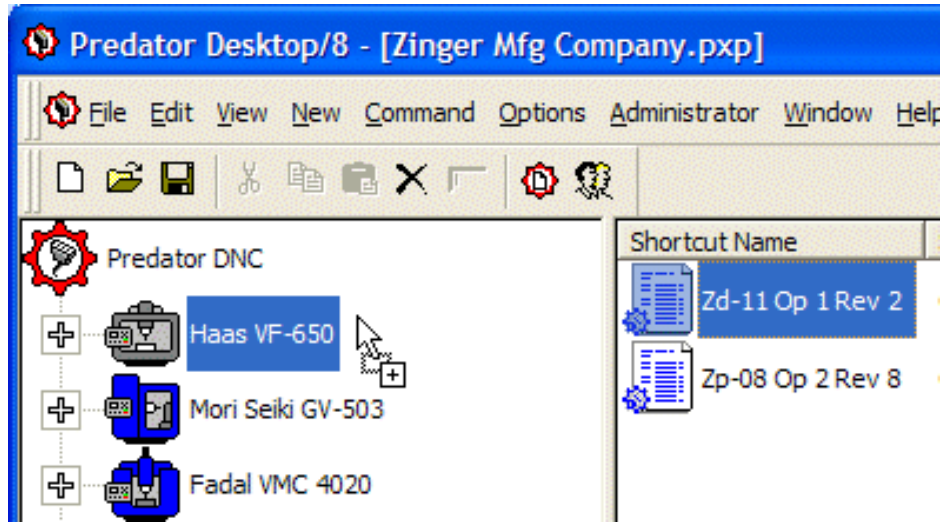 Predator Desktop/8 - [Zinger Mfg Company.pxp]
File Edit View New Command Options Administrator Window Help
Predator DNC
Haas VF-650
Mori Seiki GV-503
Fadal VMC 4020
Shortcut Name
Zd-11 Op 1 Rev 2
Zp-08 Op 2 Rev 8